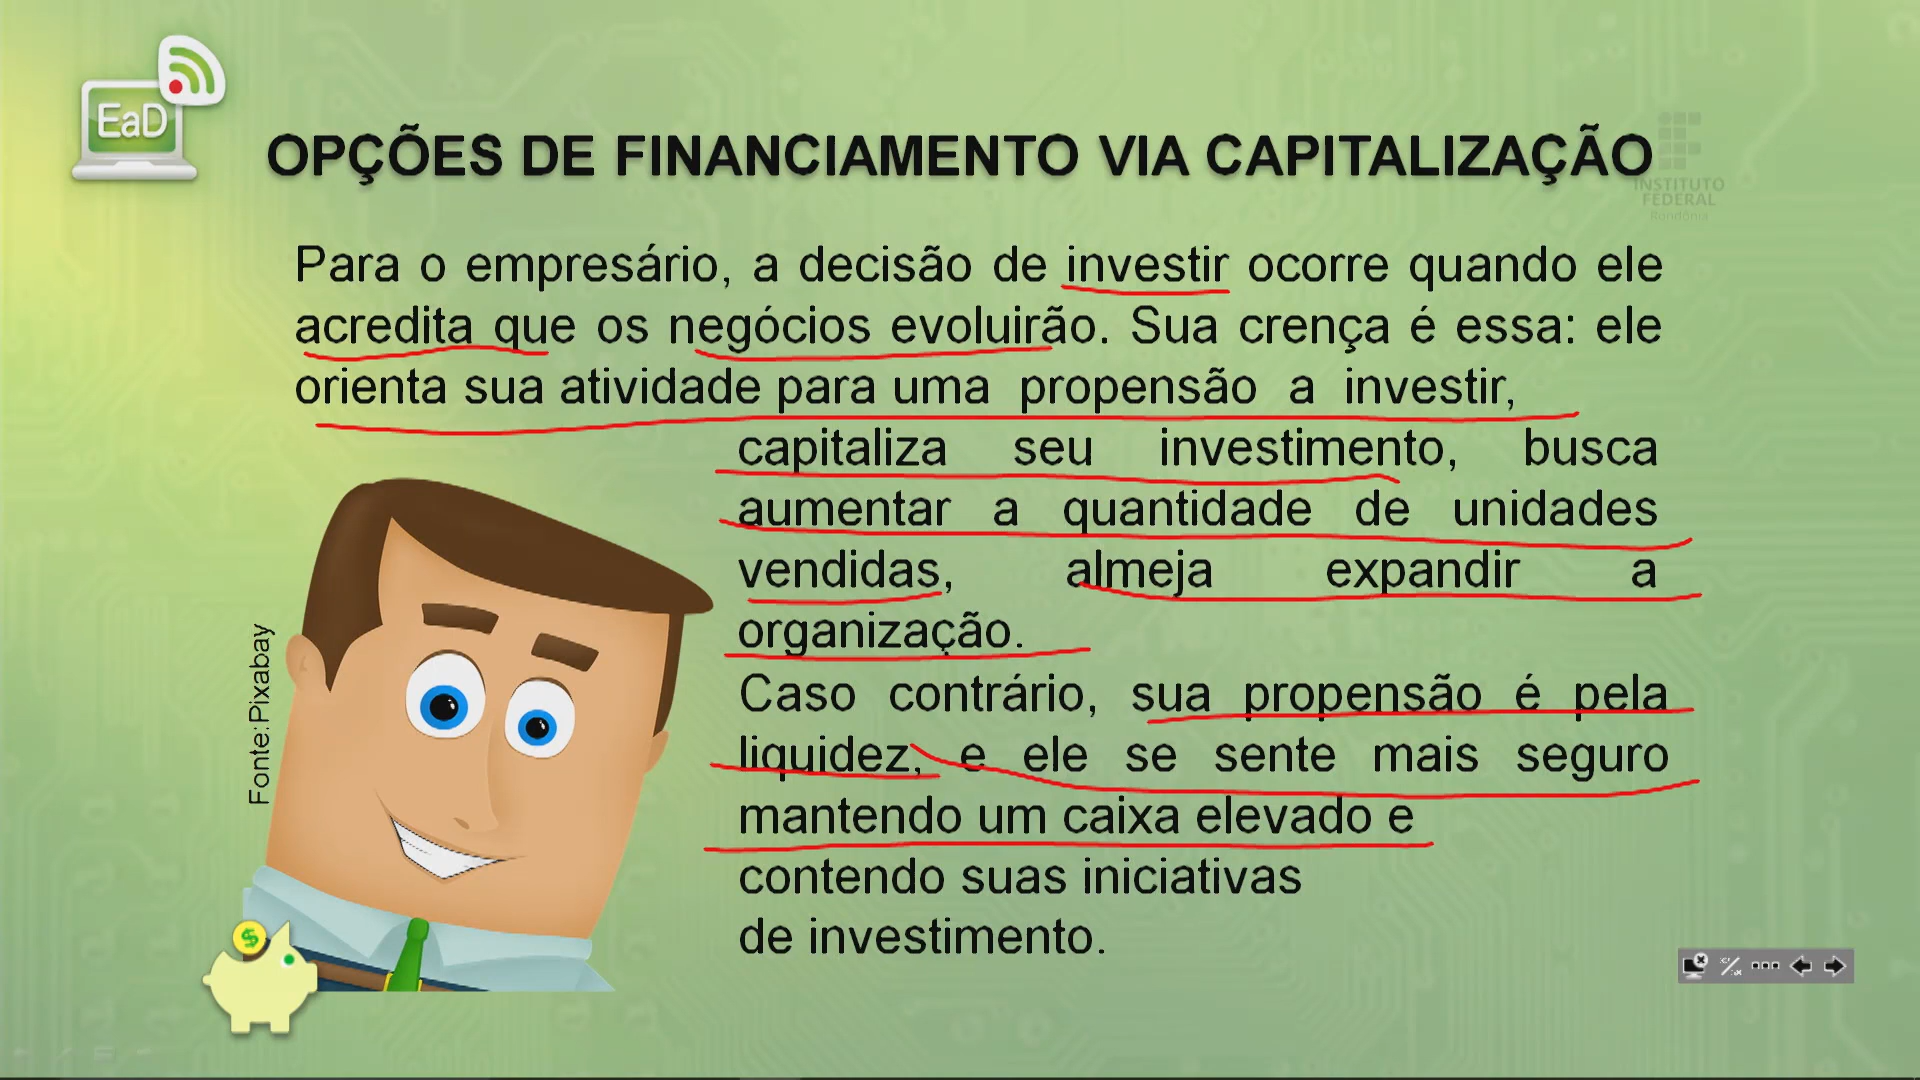 EaD
OPÇÕES DE FINANCIAMENTO VIA CAPITALIZAÇÃO
INSTITUTO
FEDERAL
Rondônia
Para o empresário, a decisão de investir ocorre quando ele
acredita que os negócios evoluirão. Sua crença é essa: ele
orienta sua atividade para uma propensão a investir,
capitaliza seu investimento, busca
aumentar a quantidade de unidades
vendidas, almeja expandir a
organização.
Caso contrário, sua propensão é pela
liquidez, e ele se sente mais seguro
mantendo um caixa elevado e
contendo suas iniciativas
de investimento.
Fonte: Pixabay
$